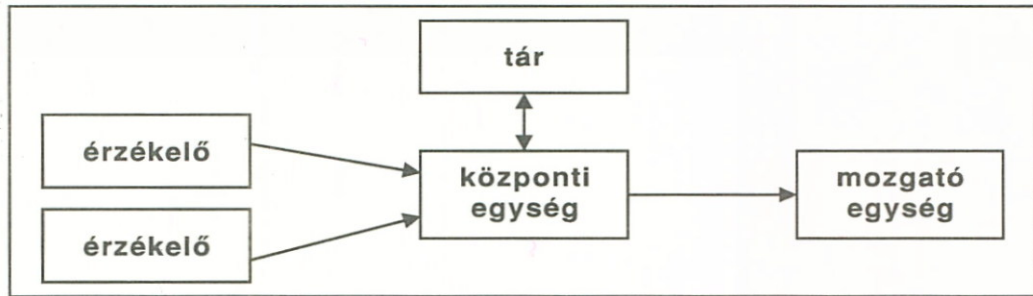 tár
érzékelő
érzékelő
központi
egység
mozgató
egység